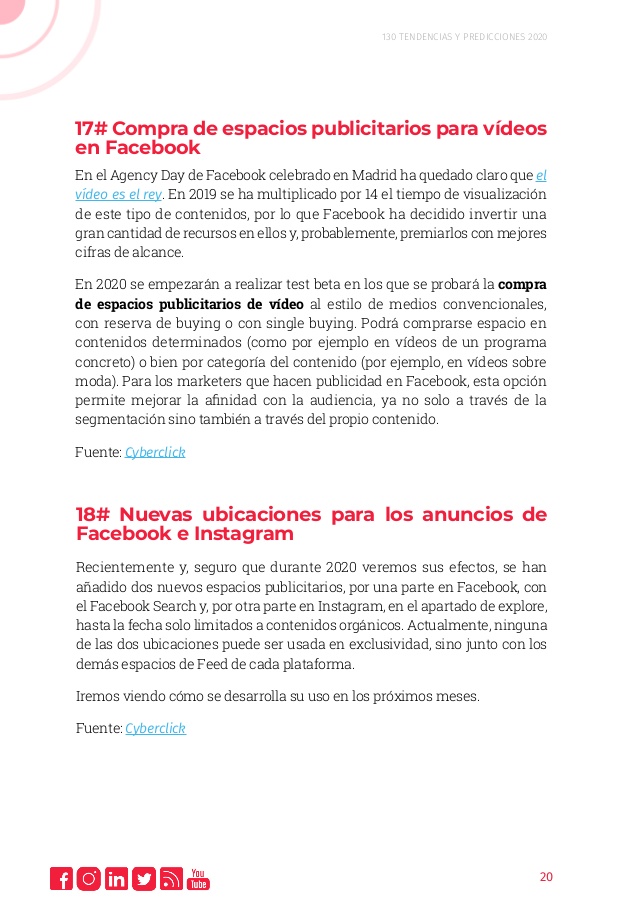 130 TENDENCIAS Y PREDICCIONES 2020
17# Compra de espacios publicitarios para vídeos
en Facebook
En el Agency Day de Facebook celebrado en Madrid ha quedado claro que el
vídeo es el rey. En 2019 se ha multiplicado por 14 el tiempo de visualización
de este tipo de contenidos, por lo que Facebook ha decidido invertir una
gran cantidad de recursos en ellos y, probablemente, premiarlos con mejores
cifras de alcance.
En 2020 se empezarán a realizar test beta en los que se probará la compra
de espacios publicitarios de vídeo al estilo de medios convencionales,
con reserva de buying o con single buying. Podrá comprarse espacio en
contenidos determinados (como por ejemplo en vídeos de un programa
concreto) o bien por categoría del contenido (por ejemplo, en vídeos sobre
moda). Para los marketers que hacen publicidad en Facebook, esta opción
permite mejorar la afinidad con la audiencia, ya no solo a través de la
segmentación sino también a través del propio contenido.
Fuente: Cyberclick
18# Nuevas ubicaciones para los anuncios de
Facebook e Instagram
Recientemente y, seguro que durante 2020 veremos sus efectos, se han
añadido dos nuevos espacios publicitarios, por una parte en Facebook, con
el Facebook Search y, por otra parte en Instagram, en el apartado de explore,
hasta la fecha solo limitados a contenidos orgánicos. Actualmente, ninguna
de las dos ubicaciones puede ser usada en exclusividad, sino junto con los
demás espacios de Feed de cada plataforma.
Iremos viendo cómo se desarrolla su uso en los próximos meses.
Fuente: Cyberclick
You
Tube
20